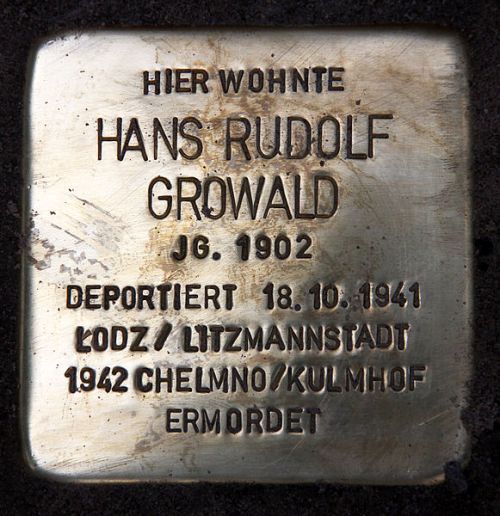 HIER WOHNTE
HANS RUDOLF
GROWALD
JG. 1902
DEPORTIERT 18.10.1941
ŁODZ / LITZMANNSTADT
1942 CHELMNO/KULMHOF
ERMORDET